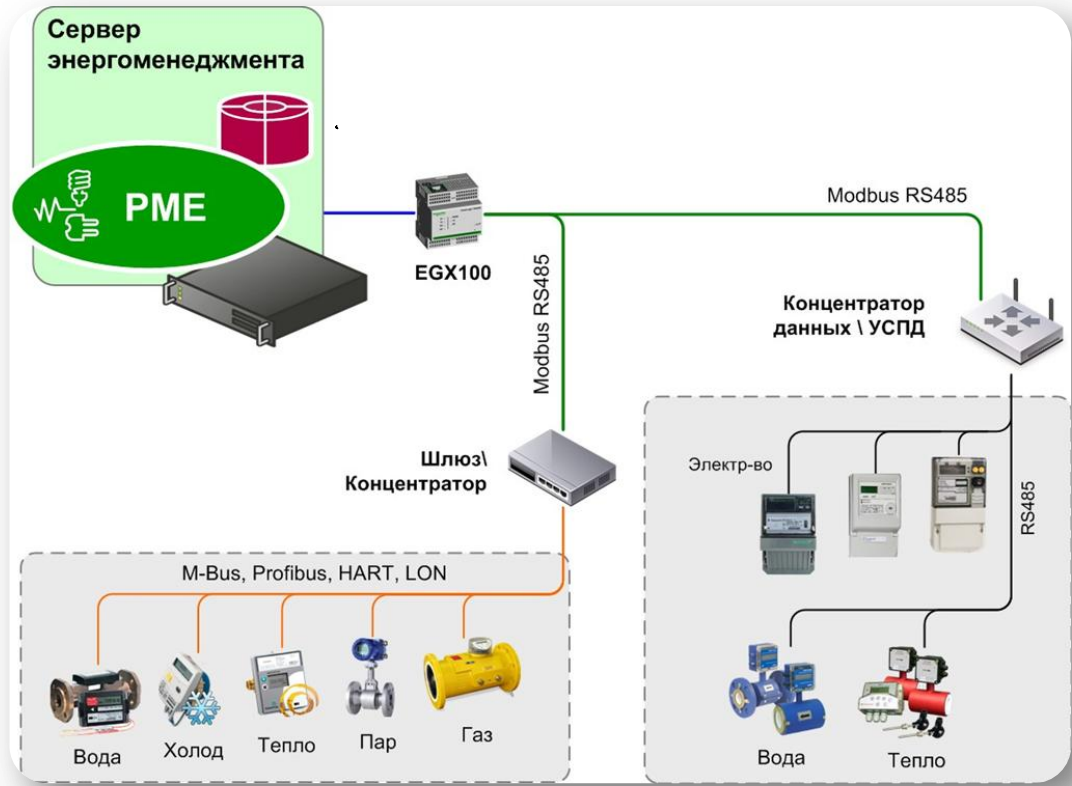 Сервер
энергоменеджмента
PME
EGX100
Modbus RS485
Modbus RS485
Концентратор
данных \ УСПД
Шлюз\
Концентратор
Электр-во
RS485
M-Bus, Profibus, HART, LON
Вода
Холод
Тепло
Пар
Газ
Вода
Тепло